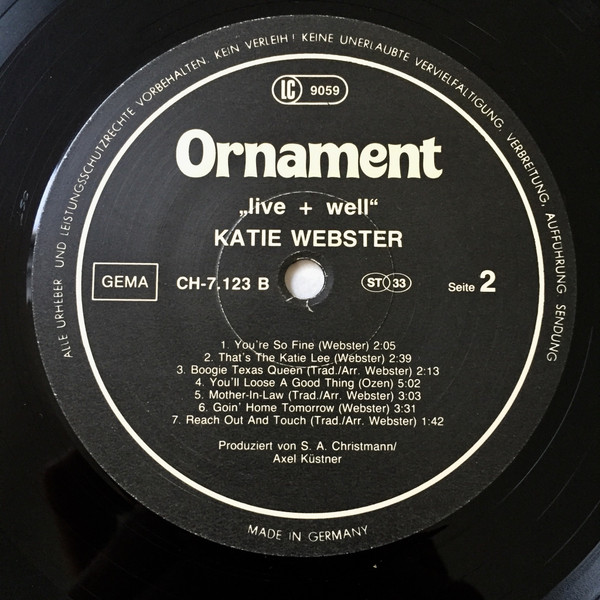 ALLE URHEBER UND LEISTUNGSSCHUTZRECHTE VORBEHALTEN. KEIN VERLEIH! KEINE UNERLAUBTE VERVIELFÄLTIGUNG, VERBREITUNG, AUFFÜHRUNG SENDUNG
LC 9059
Ornament
„live + well“
KATIE WEBSTER
GEMA CH-7.123 B ST 33 Seite 2
1. You're So Fine (Webster) 2:05
2. That's The Katie Lee (Webster) 2:39
3. Boogie Texas Queen (Trad./Arr. Webster) 2:13
4. You'll Loose A Good Thing (Ozen) 5:02
5. Mother-In-Law (Trad./Arr. Webster) 3:03
6. Goin' Home Tomorrow (Webster) 3:31
7. Reach Out And Touch (Trad./Arr. Webster) 1:42
Produziert von S. A. Christmann/
Axel Küstner
MADE IN GERMANY